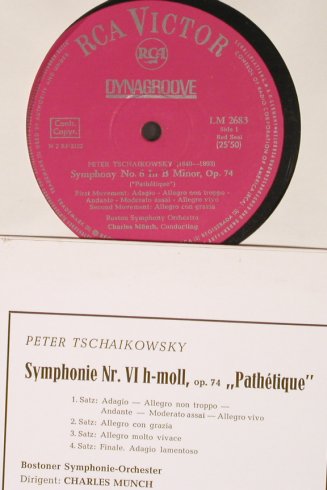 RCA VICTOR
RCA
DYNAGROOVE
Contr.
Copyr.
LM 2683
Side 1
Red Seal
(25'50)
PETER TSCHAIKOWSKY (1840-1893)
Symphony No. 6 In B Minor, Op. 74
("Pathétique")
First Movement: Adagio - Allegro non troppo -
Andante - Moderato assai - Allegro vivo
Second Movement: Allegro con grazia
Boston Symphony Orchestra
Charles Münch, Conducting
PETER TSCHAIKOWSKY
Symphonie Nr. VI h-moll, op. 74 „Pathétique"
1. Satz: Adagio — Allegro non troppo —
Andante — Moderato assai — Allegro vivo
2. Satz: Allegro con grazia
3. Satz: Allegro molto vivace
4. Satz: Finale. Adagio lamentoso
Bostoner Symphonie-Orchester
Dirigent: CHARLES MÜNCH